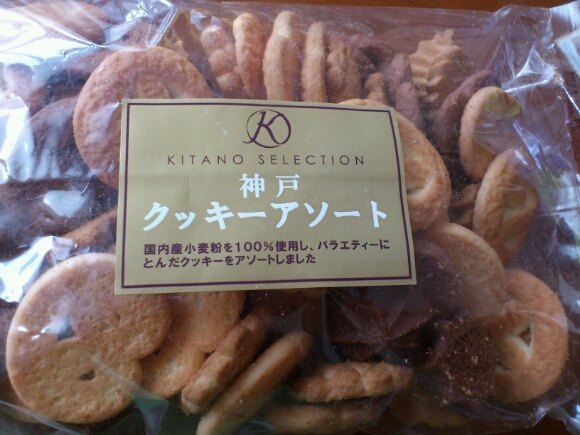 K
KITANO SELECTION
神戸
クッキーアソート
国内産小麦粉を100%使用し、バラエティーに
とんだクッキーをアソートしました